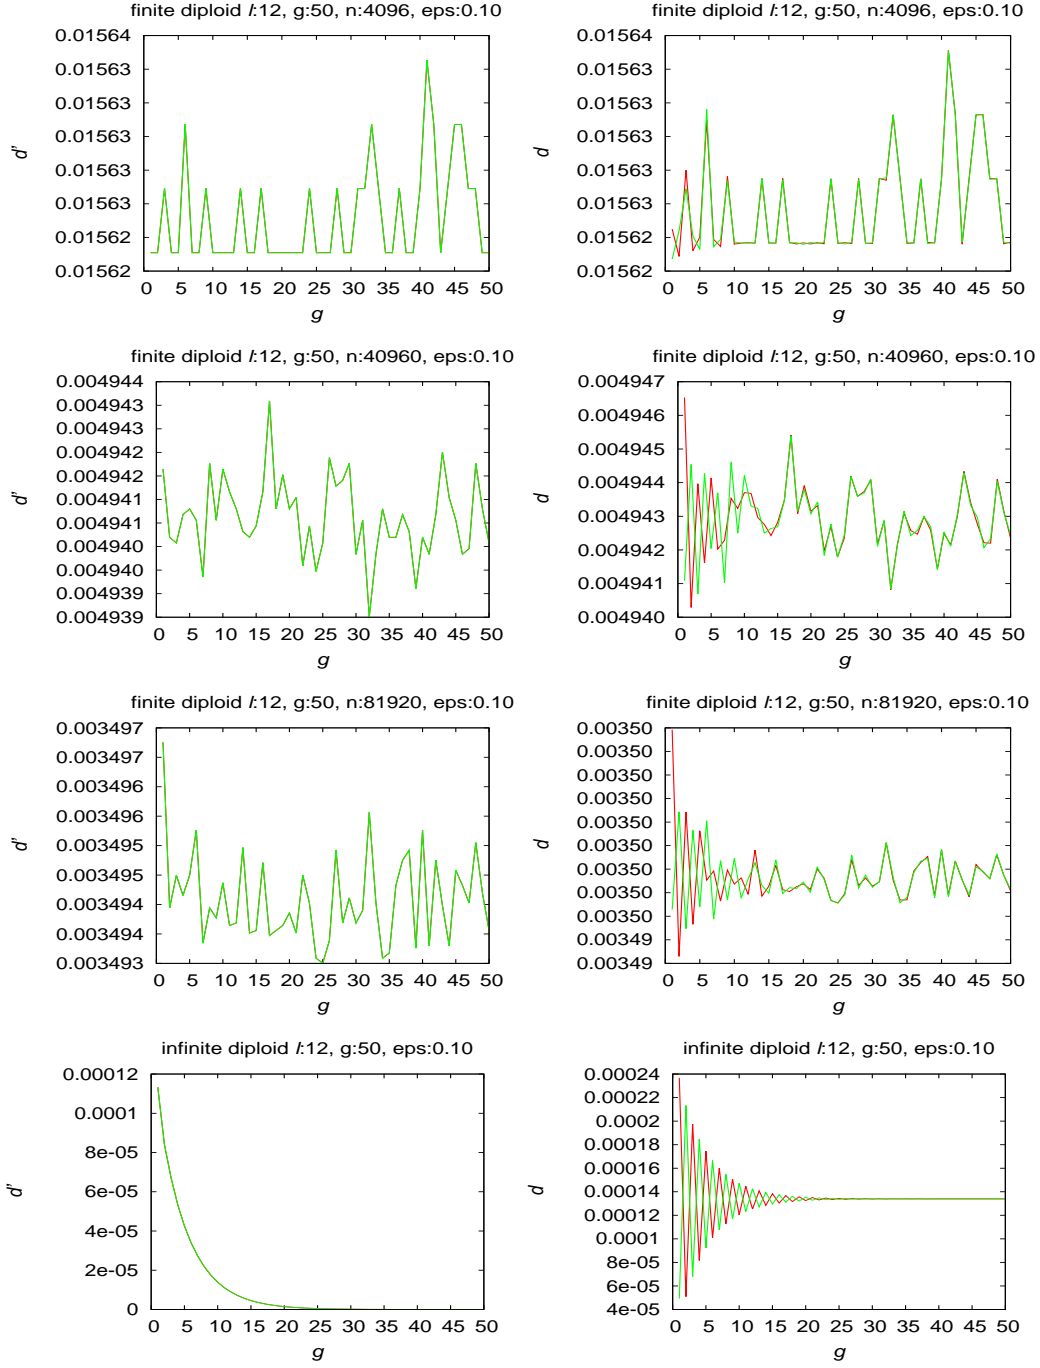 finite diploid l:12, g:50, n:4096, eps:0.10
0.01564
0.01563
0.01563
0.01563
0.01563
0.01563
0.01562
0.01562
d'
0 5 10 15 20 25 30 35 40 45 50
g
finite diploid l:12, g:50, n:4096, eps:0.10
0.01564
0.01563
0.01563
0.01563
0.01563
0.01563
0.01562
0.01562
d
0 5 10 15 20 25 30 35 40 45 50
g
finite diploid l:12, g:50, n:40960, eps:0.10
0.004944
0.004943
0.004943
0.004942
0.004942
0.004941
0.004941
0.004940
0.004940
0.004939
0.004939
d'
0 5 10 15 20 25 30 35 40 45 50
g
finite diploid l:12, g:50, n:40960, eps:0.10
0.004947
0.004946
0.004945
0.004944
0.004943
0.004942
0.004941
0.004940
d
0 5 10 15 20 25 30 35 40 45 50
g
finite diploid l:12, g:50, n:81920, eps:0.10
0.003497
0.003497
0.003496
0.003496
0.003495
0.003495
0.003494
0.003494
0.003493
d'
0 5 10 15 20 25 30 35 40 45 50
g
finite diploid l:12, g:50, n:81920, eps:0.10
0.00350
0.00350
0.00350
0.00350
0.00350
0.00350
0.00350
0.00350
0.00350
0.00349
0.00349
d
0 5 10 15 20 25 30 35 40 45 50
g
infinite diploid l:12, g:50, eps:0.10
0.00012
0.0001
8e-05
6e-05
4e-05
2e-05
0
d'
0 5 10 15 20 25 30 35 40 45 50
g
infinite diploid l:12, g:50, eps:0.10
0.00024
0.00022
0.0002
0.00018
0.00016
0.00014
0.00012
0.0001
8e-05
6e-05
4e-05
d
0 5 10 15 20 25 30 35 40 45 50
g